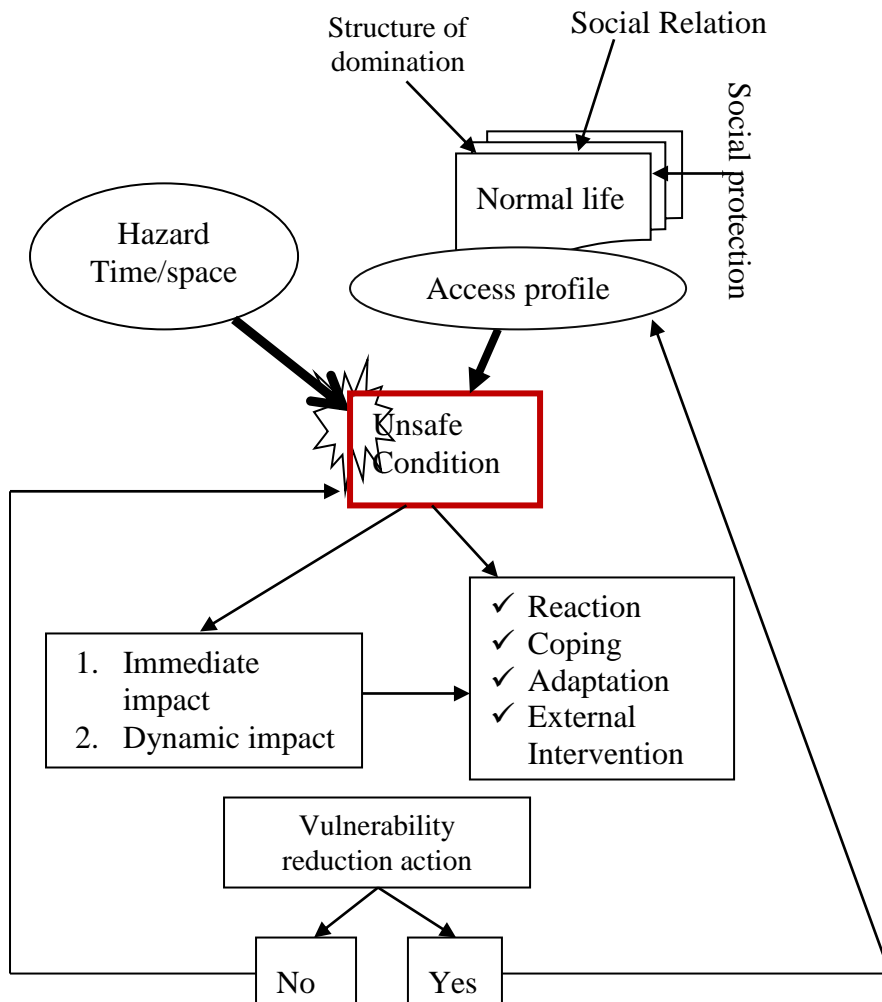 Structure of
domination
Social Relation
Social protection
Normal life
Hazard
Time/space
Access profile
Unsafe
Condition
1. Immediate
impact
2. Dynamic impact
✓ Reaction
✓ Coping
✓ Adaptation
✓ External
Intervention
Vulnerability
reduction action
No
Yes